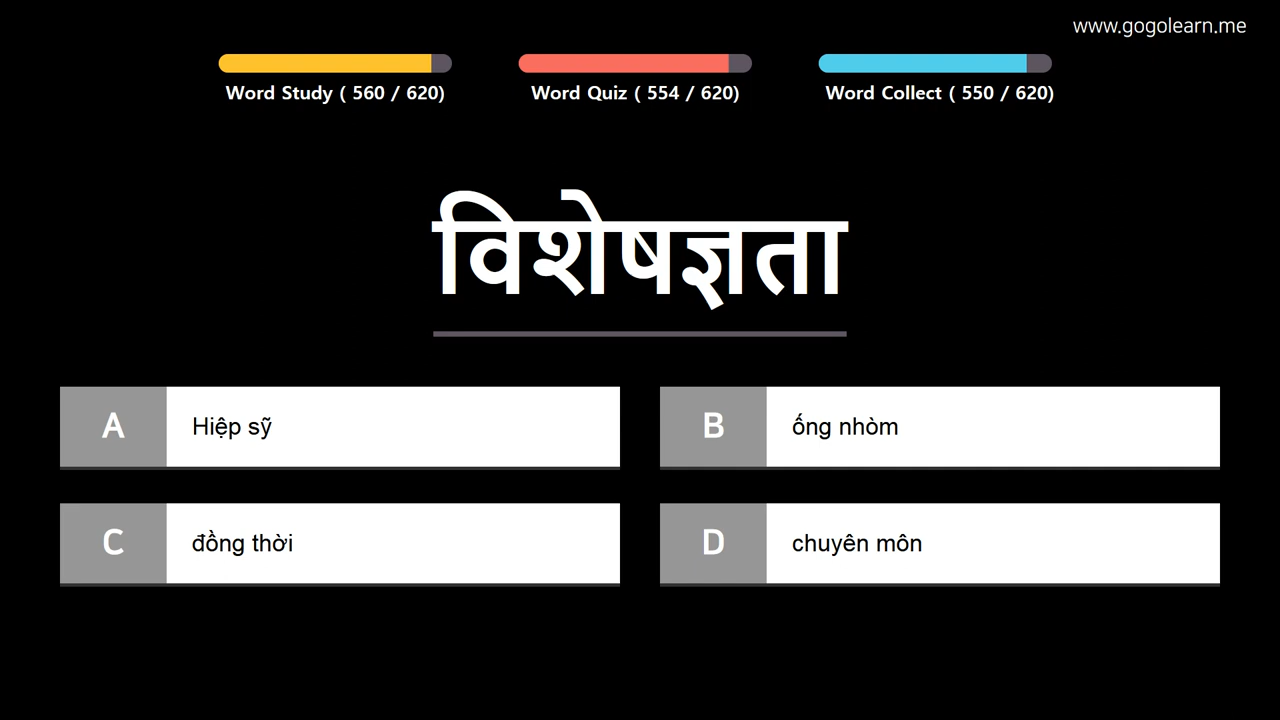 www.gogolearn.me
Word Study ( 560 / 620)
Word Quiz ( 554 / 620)
Word Collect ( 550 / 620)
विशेषज्ञता
A Hiệp sỹ
B ống nhòm
C đồng thời
D chuyên môn